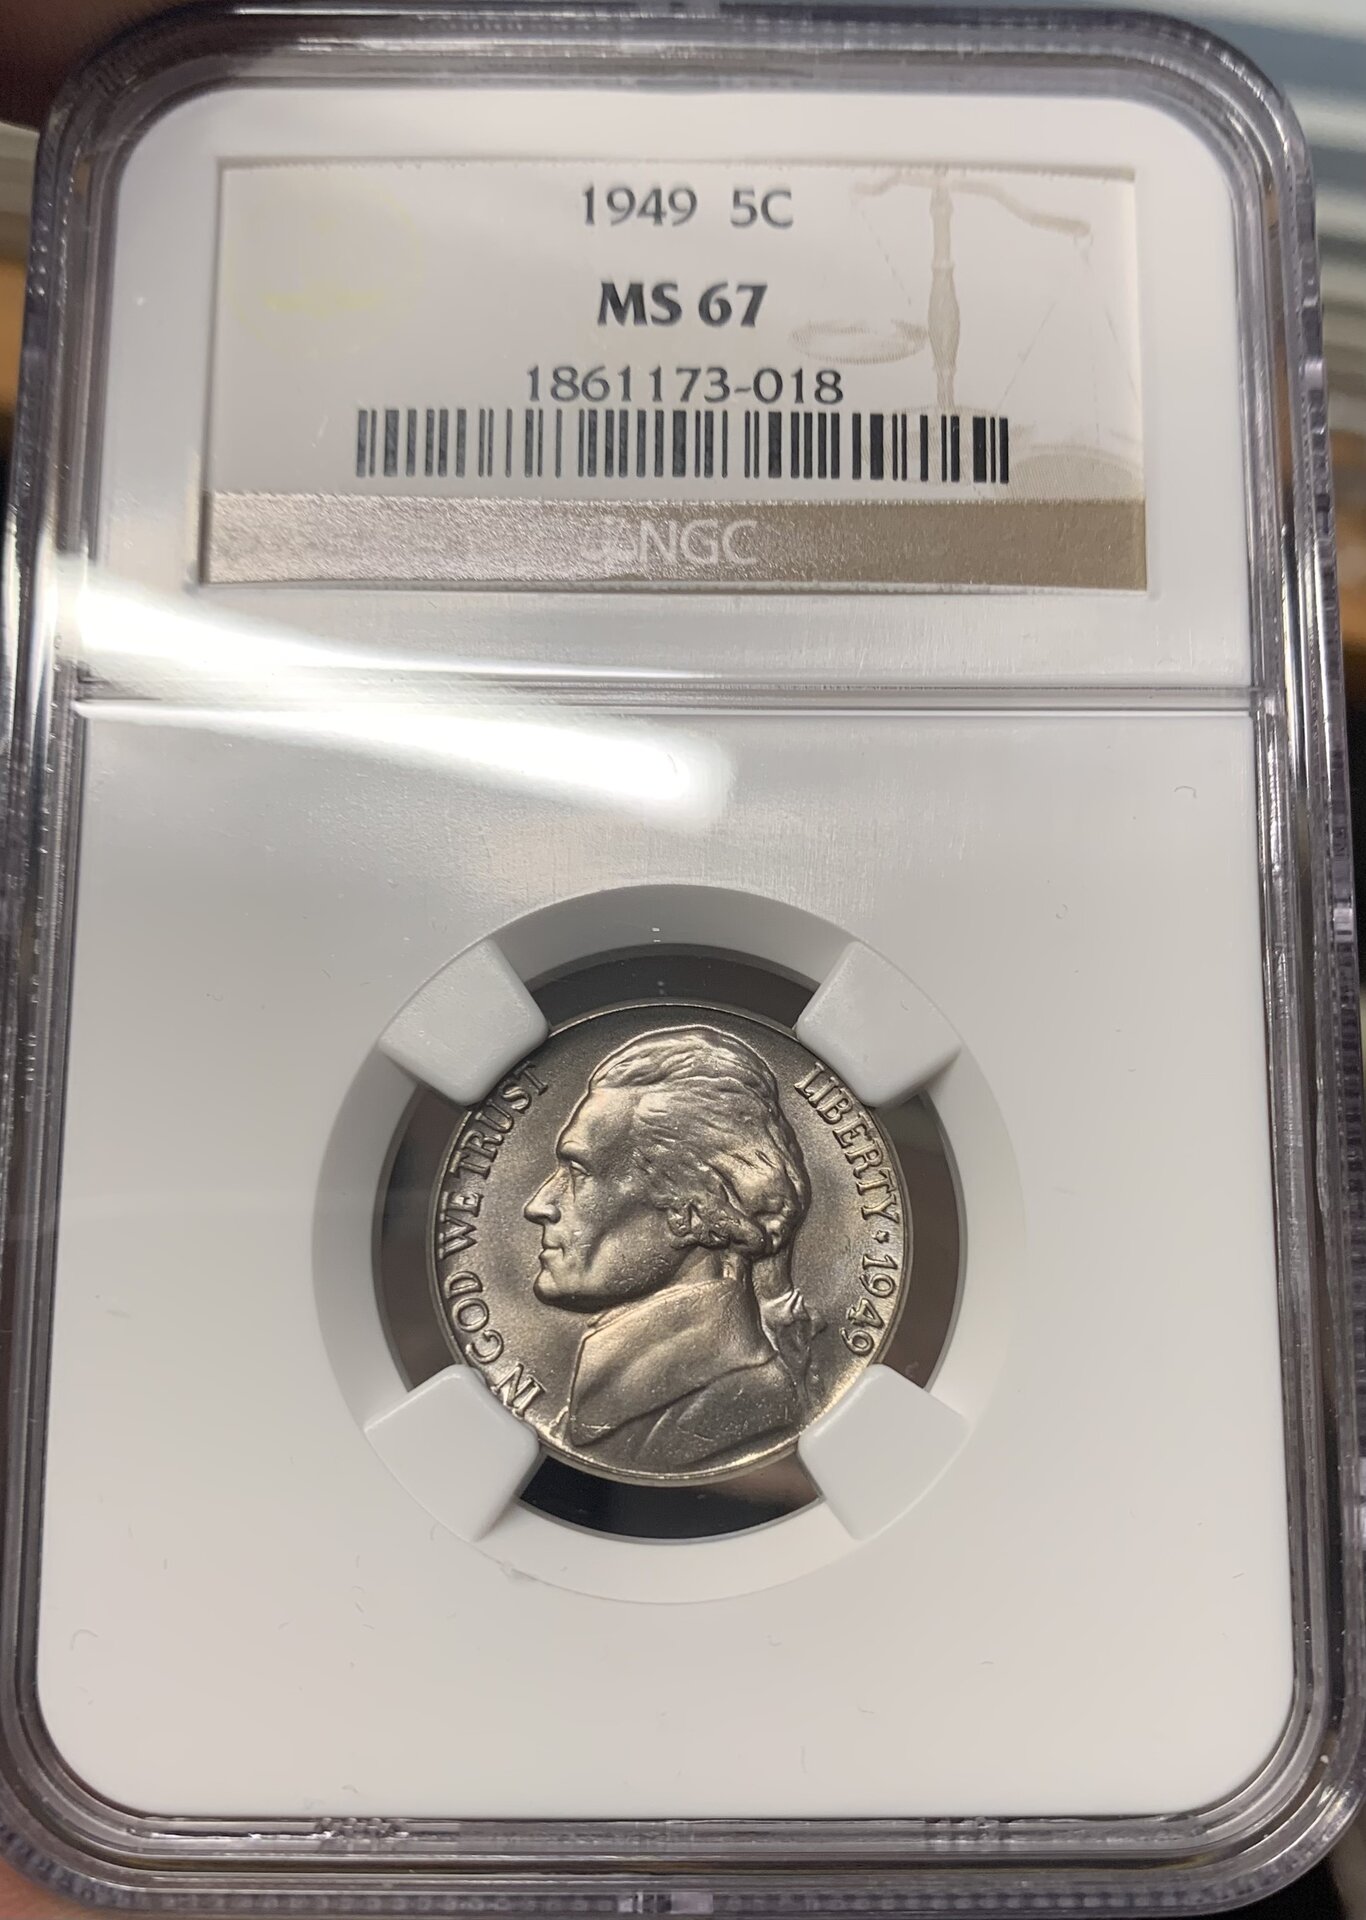 1949 5C
MS 67
1861173-018
NGC
IN GOD WE TRUST
LIBERTY · 1949